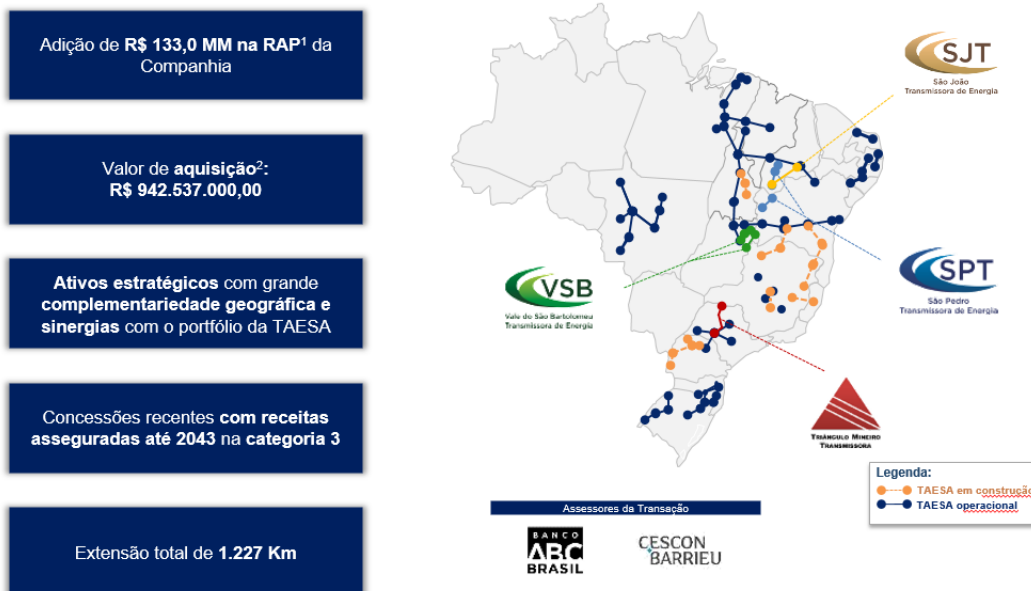 Adição de R$ 133,0 MM na RAP¹ da
Companhia
Valor de aquisição²:
R$ 942.537.000,00
Ativos estratégicos com grande
complementariedade geográfica e
sinergias com o portfólio da TAESA
Concessões recentes com receitas
asseguradas até 2043 na categoria 3
Extensão total de 1.227 Km
SJT
São João
Transmissora de Energia
VSB
Vale do São Bartolomeu
Transmissora de Energia
SPT
São Pedro
Transmissora de Energia
TRIÂNGULO MINEIRO
TRANSMISSORA
Legenda:
TAESA em construção
TAESA operacional
Assessores da Transação
BANCO
ABC
BRASIL
CESCON
BARRIEU